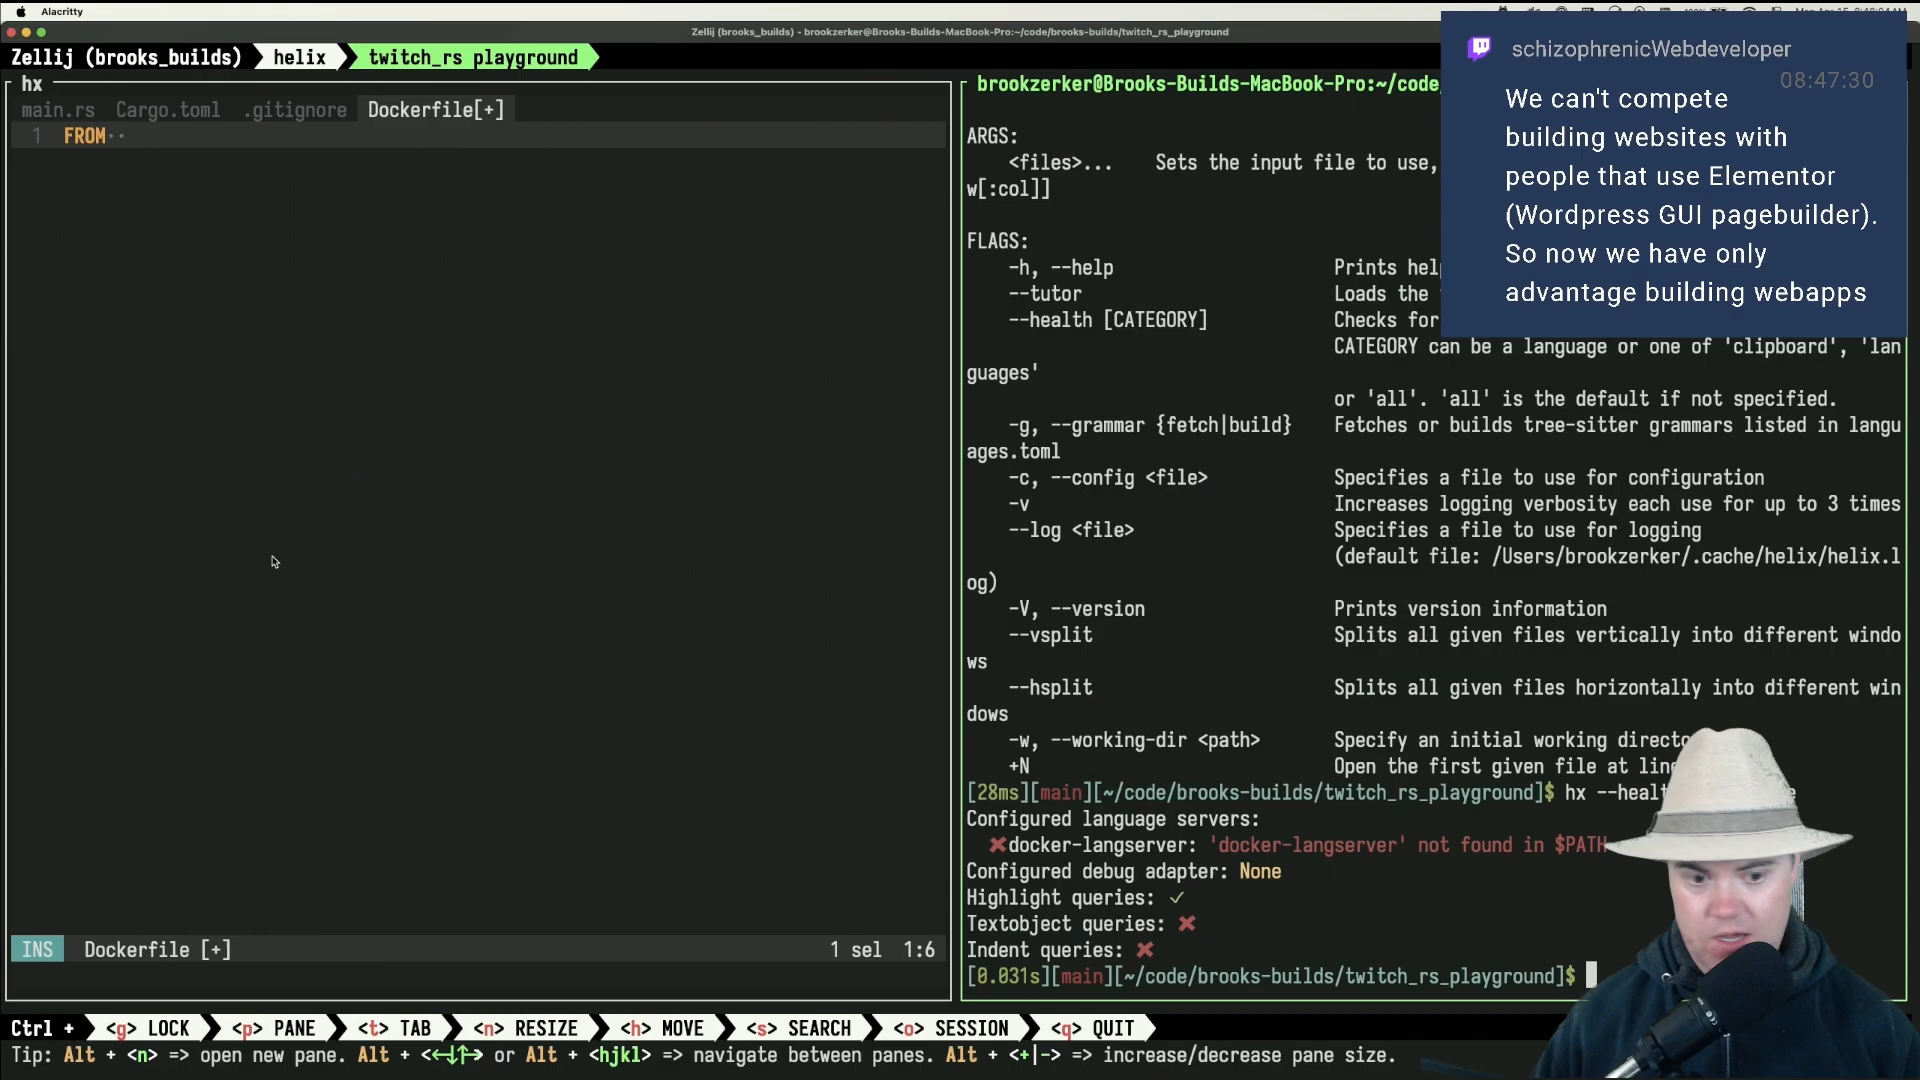 Alacritty
Zellij (brooks_builds) - brookzerker@Brooks-Builds-MacBook-Pro:~/code/brooks-builds/twitch_rs_playground
Zellij (brooks_builds) helix twitch_rs playground
hx
main.rs Cargo.toml .gitignore Dockerfile[+]
1 FROM··
INS Dockerfile [+] 1 sel 1:6
brookzerker@Brooks-Builds-MacBook-Pro:~/code
ARGS:
<files>... Sets the input file to use,
w[:col]]
FLAGS:
-h, --help Prints hel
--tutor Loads the
--health [CATEGORY] Checks for
CATEGORY can be a language or one of 'clipboard', 'lan
guages'
or 'all'. 'all' is the default if not specified.
-g, --grammar {fetch|build} Fetches or builds tree-sitter grammars listed in langu
ages.toml
-c, --config <file> Specifies a file to use for configuration
-v Increases logging verbosity each use for up to 3 times
--log <file> Specifies a file to use for logging
(default file: /Users/brookzerker/.cache/helix/helix.l
og)
-V, --version Prints version information
--vsplit Splits all given files vertically into different windo
ws
--hsplit Splits all given files horizontally into different win
dows
-w, --working-dir <path> Specify an initial working direct
+N Open the first given file at line
[28ms][main][~/code/brooks-builds/twitch_rs_playground]$ hx --healt
Configured language servers:
✘docker-langserver: 'docker-langserver' not found in $PATH
Configured debug adapter: None
Highlight queries: ✓
Textobject queries: ✘
Indent queries: ✘
[0.031s][main][~/code/brooks-builds/twitch_rs_playground]$
schizophrenicWebdeveloper
08:47:30
We can't compete
building websites with
people that use Elementor
(Wordpress GUI pagebuilder).
So now we have only
advantage building webapps
Ctrl + <g> LOCK <p> PANE <t> TAB <n> RESIZE <h> MOVE <s> SEARCH <o> SESSION <q> QUIT
Tip: Alt + <n> => open new pane. Alt + <←↓↑→> or Alt + <hjkl> => navigate between panes. Alt + <+|-> => increase/decrease pane size.